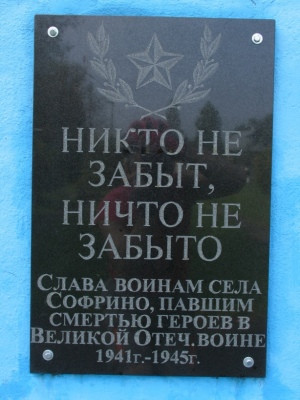 НИКТО НЕ
ЗАБЫТ,
НИЧТО НЕ
ЗАБЫТО
СЛАВА ВОИНАМ СЕЛА
СОФРИНО, ПАВШИМ
СМЕРТЬЮ ГЕРОЕВ В
ВЕЛИКОЙ ОТЕЧ. ВОЙНЕ
1941г.-1945г.